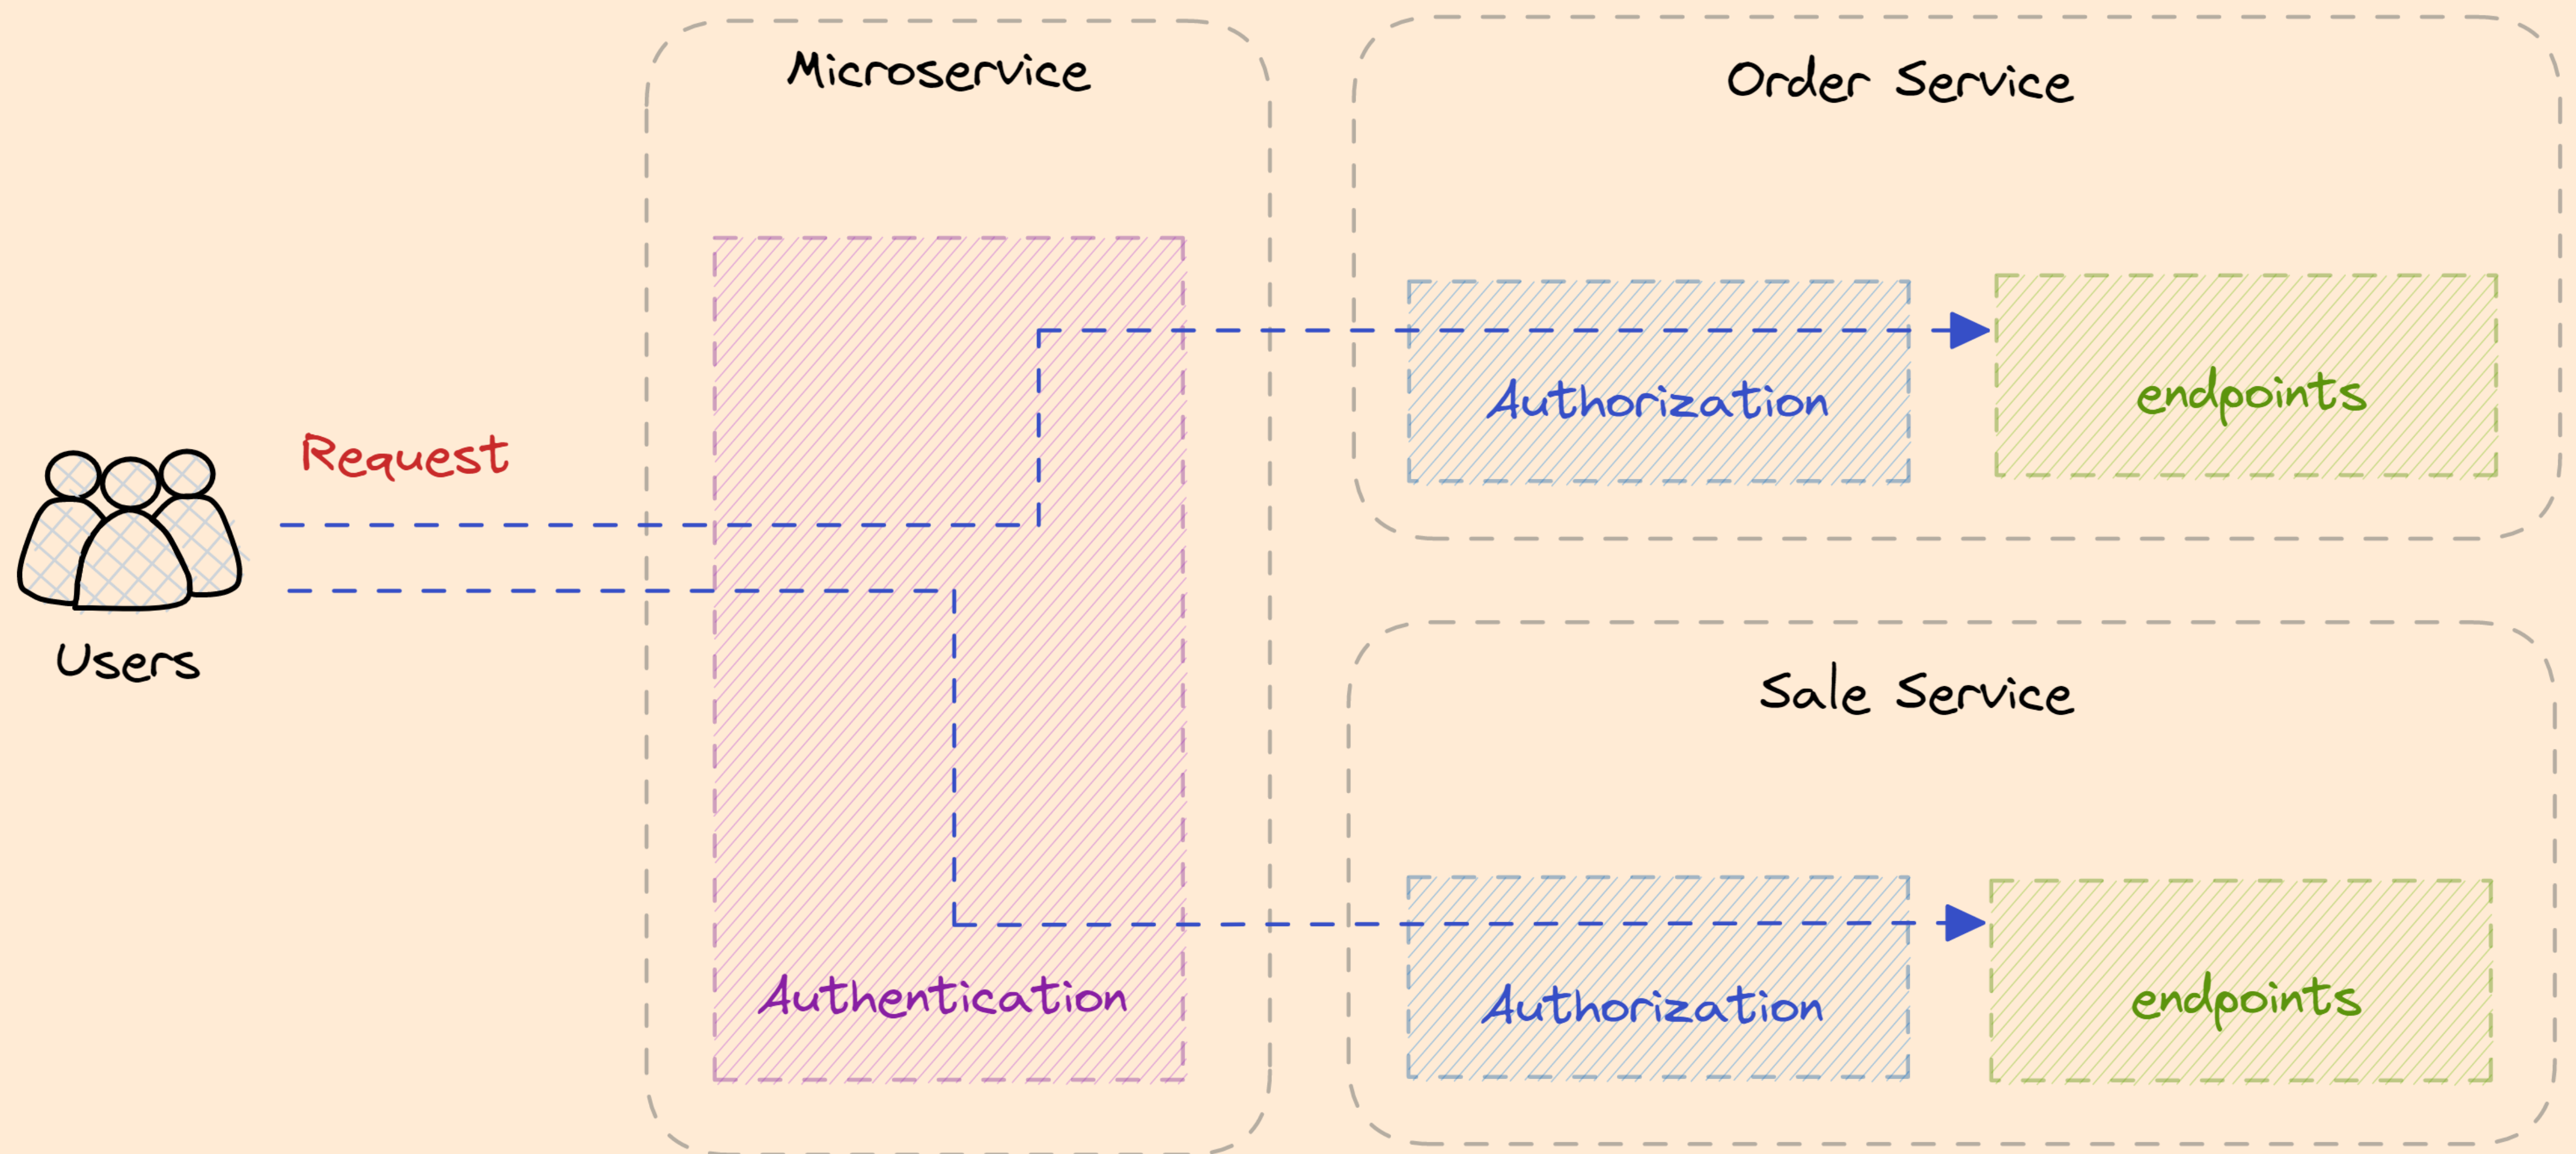 Microservice
Order Service
Authorization
endpoints
Request
Users
Sale Service
Authentication
Authorization
endpoints